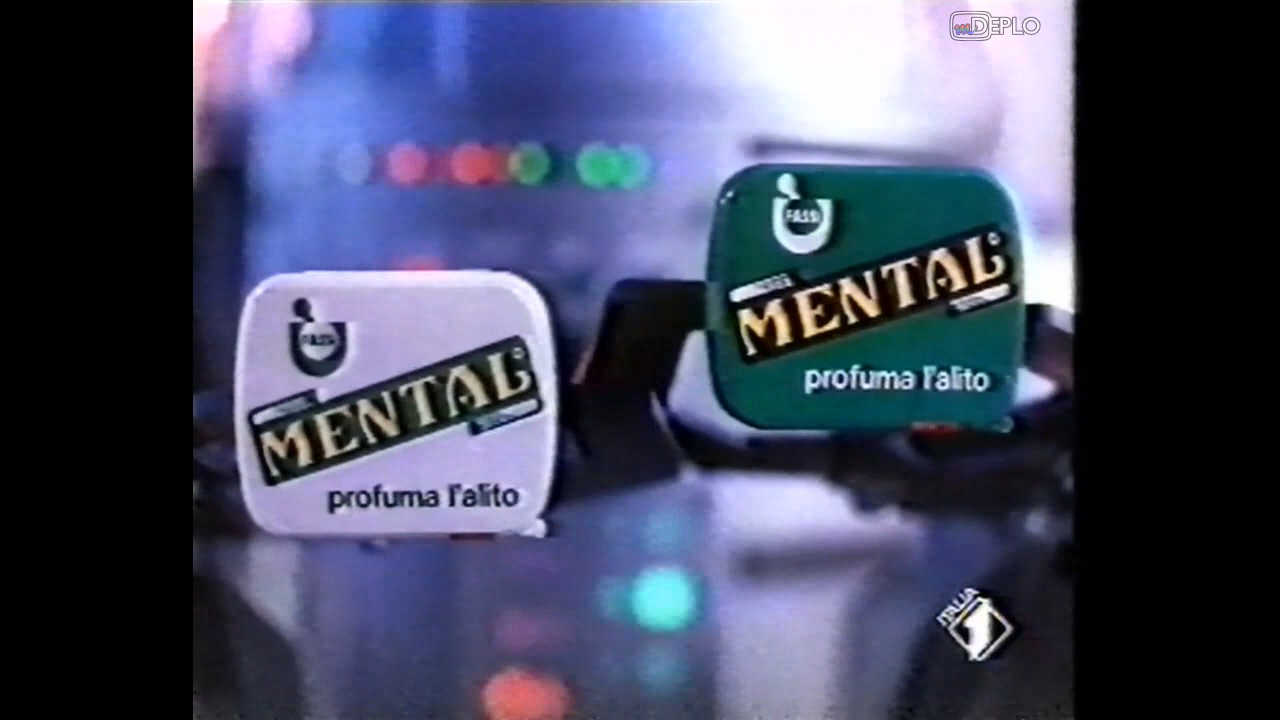 DEPLO
FASSI
MENTAL
profuma l'alito
FASSI
MENTAL
profuma l'alito
ITALIA
1